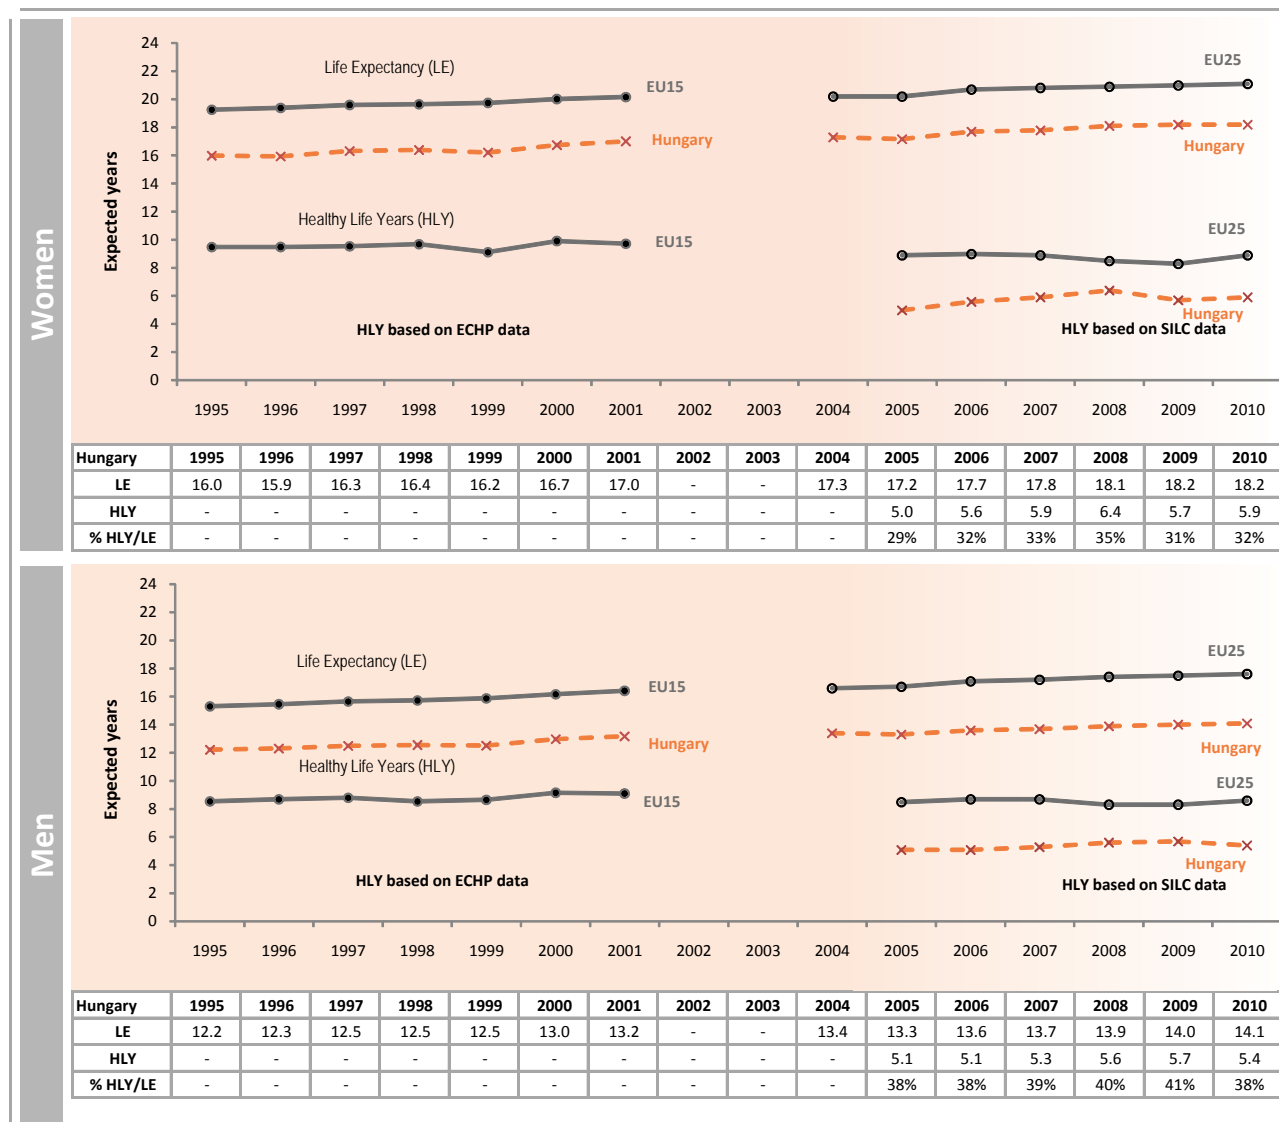 Women
Expected years
24
22
20
18
16
14
12
10
8
6
4
2
0
Life Expectancy (LE)
EU15
EU25
Hungary
Hungary
Healthy Life Years (HLY)
EU15
EU25
Hungary
HLY based on ECHP data
HLY based on SILC data
1995 1996 1997 1998 1999 2000 2001 2002 2003 2004 2005 2006 2007 2008 2009 2010
Hungary 1995 1996 1997 1998 1999 2000 2001 2002 2003 2004 2005 2006 2007 2008 2009 2010
LE 16.0 15.9 16.3 16.4 16.2 16.7 17.0 - - 17.3 17.2 17.7 17.8 18.1 18.2 18.2
HLY - - - - - - - - - - 5.0 5.6 5.9 6.4 5.7 5.9
% HLY/LE - - - - - - - - - - 29% 32% 33% 35% 31% 32%
Men
Expected years
24
22
20
18
16
14
12
10
8
6
4
2
0
Life Expectancy (LE)
EU15
EU25
Hungary
Hungary
Healthy Life Years (HLY)
EU15
EU25
Hungary
HLY based on ECHP data
HLY based on SILC data
1995 1996 1997 1998 1999 2000 2001 2002 2003 2004 2005 2006 2007 2008 2009 2010
Hungary 1995 1996 1997 1998 1999 2000 2001 2002 2003 2004 2005 2006 2007 2008 2009 2010
LE 12.2 12.3 12.5 12.5 12.5 13.0 13.2 - - 13.4 13.3 13.6 13.7 13.9 14.0 14.1
HLY - - - - - - - - - - 5.1 5.1 5.3 5.6 5.7 5.4
% HLY/LE - - - - - - - - - - 38% 38% 39% 40% 41% 38%